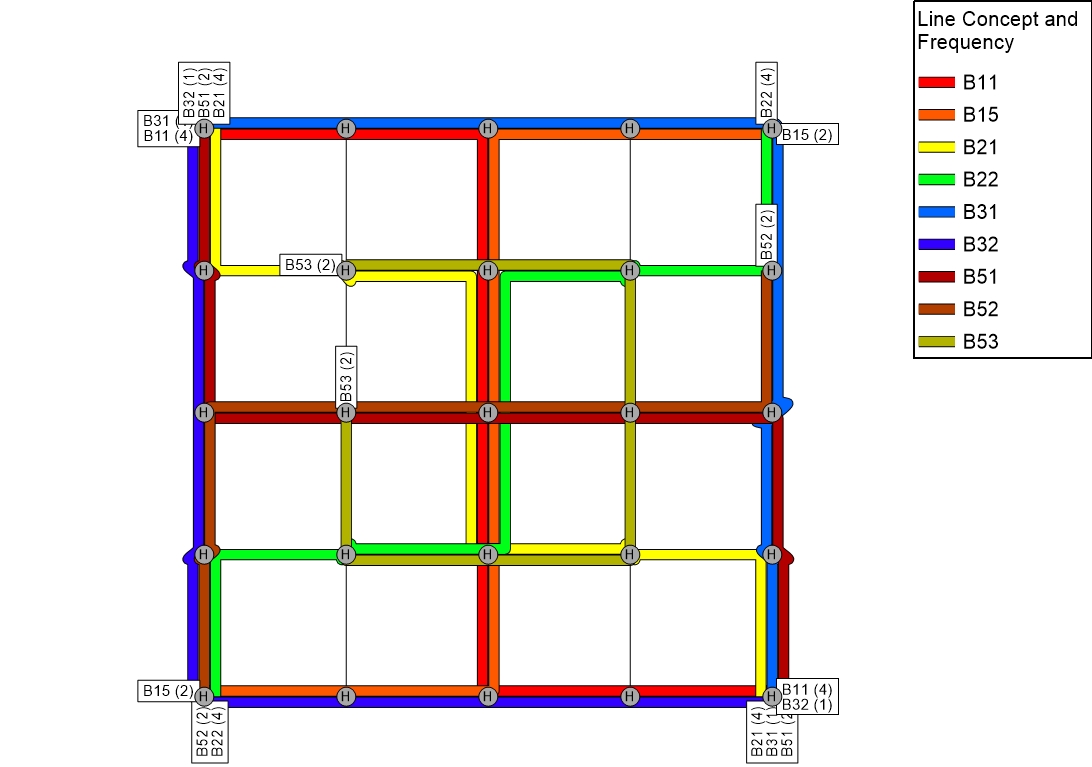 Line Concept and
Frequency
B11
B15
B21
B22
B31
B32
B51
B52
B53
B32 (1)
B51 (2)
B21 (4)
B22 (4)
B31 (
B11 (4)
B15 (2)
B52 (2)
B53 (2)
B53 (2)
B15 (2)
B11 (4)
B32 (1)
B52 (2)
B22 (4)
B21 (4)
B31 (1)
B51 (2)
H H H H H
H H H H H
H H H H H
H H H H H
H H H H H